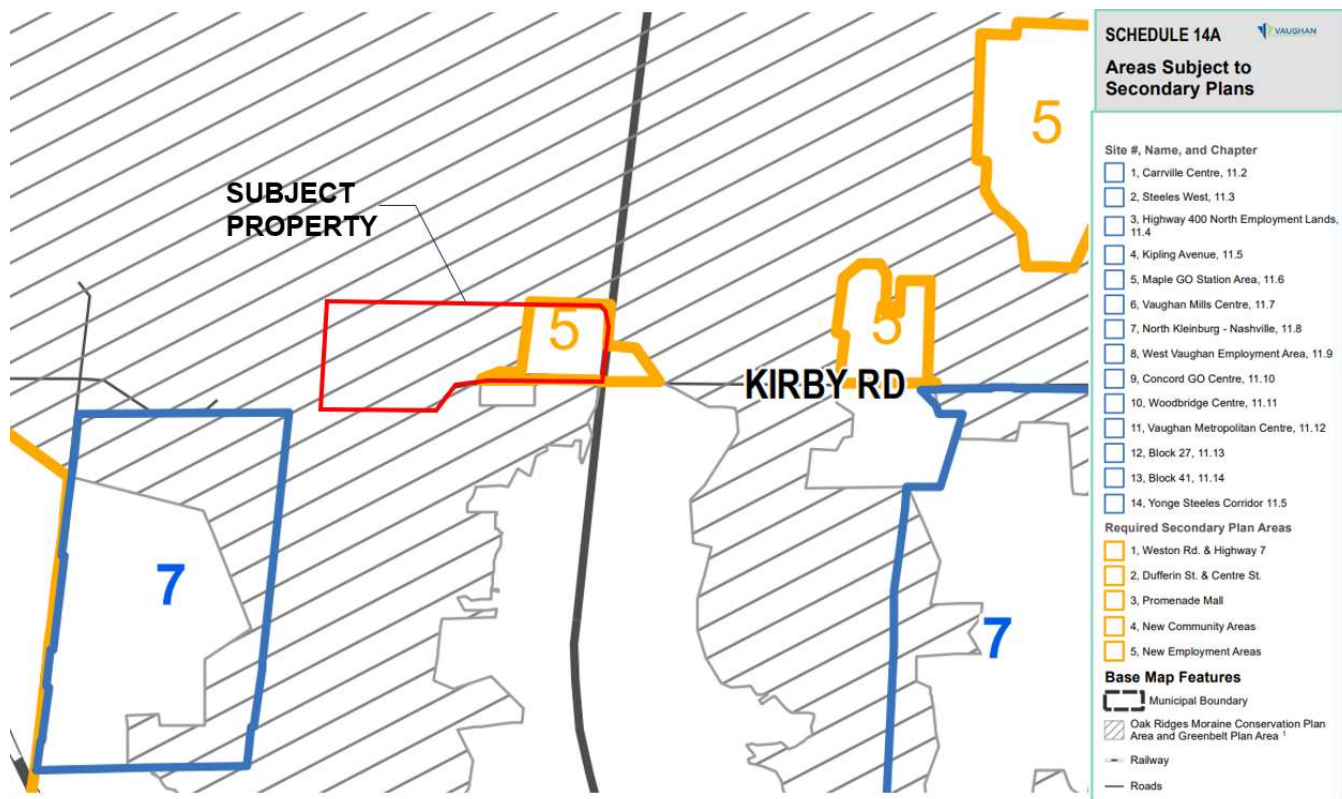 SUBJECT
PROPERTY
5
5
5
KIRBY RD
7
7
SCHEDULE 14A
VAUGHAN
Areas Subject to
Secondary Plans
Site #, Name, and Chapter
1, Carrville Centre, 11.2
2, Steeles West, 11.3
3, Highway 400 North Employment Lands,
11.4
4, Kipling Avenue, 11.5
5, Maple GO Station Area, 11.6
6, Vaughan Mills Centre, 11.7
7, North Kleinburg - Nashville, 11.8
8, West Vaughan Employment Area, 11.9
9, Concord GO Centre, 11.10
10, Woodbridge Centre, 11.11
11, Vaughan Metropolitan Centre, 11.12
12, Block 27, 11.13
13, Block 41, 11.14
14, Yonge Steeles Corridor 11.5
Required Secondary Plan Areas
1, Weston Rd. & Highway 7
2, Dufferin St. & Centre St.
3, Promenade Mall
4, New Community Areas
5, New Employment Areas
Base Map Features
Municipal Boundary
Oak Ridges Moraine Conservation Plan
Area and Greenbelt Plan Area ¹
Railway
Roads